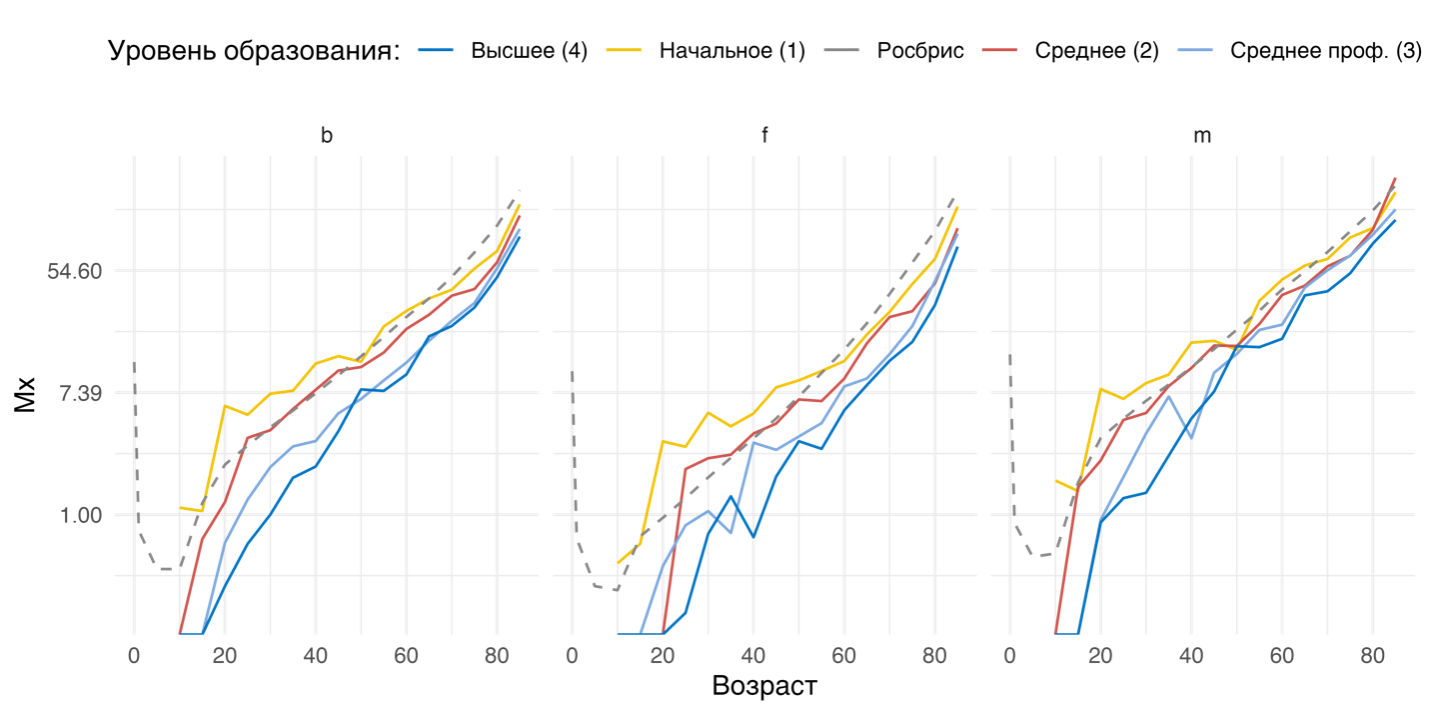 Уровень образования: Высшее (4) Начальное (1) Росбрис Среднее (2) Среднее проф. (3)
b f m
54.60
7.39
1.00
Mx
0 20 40 60 80 0 20 40 60 80 0 20 40 60 80
Возраст